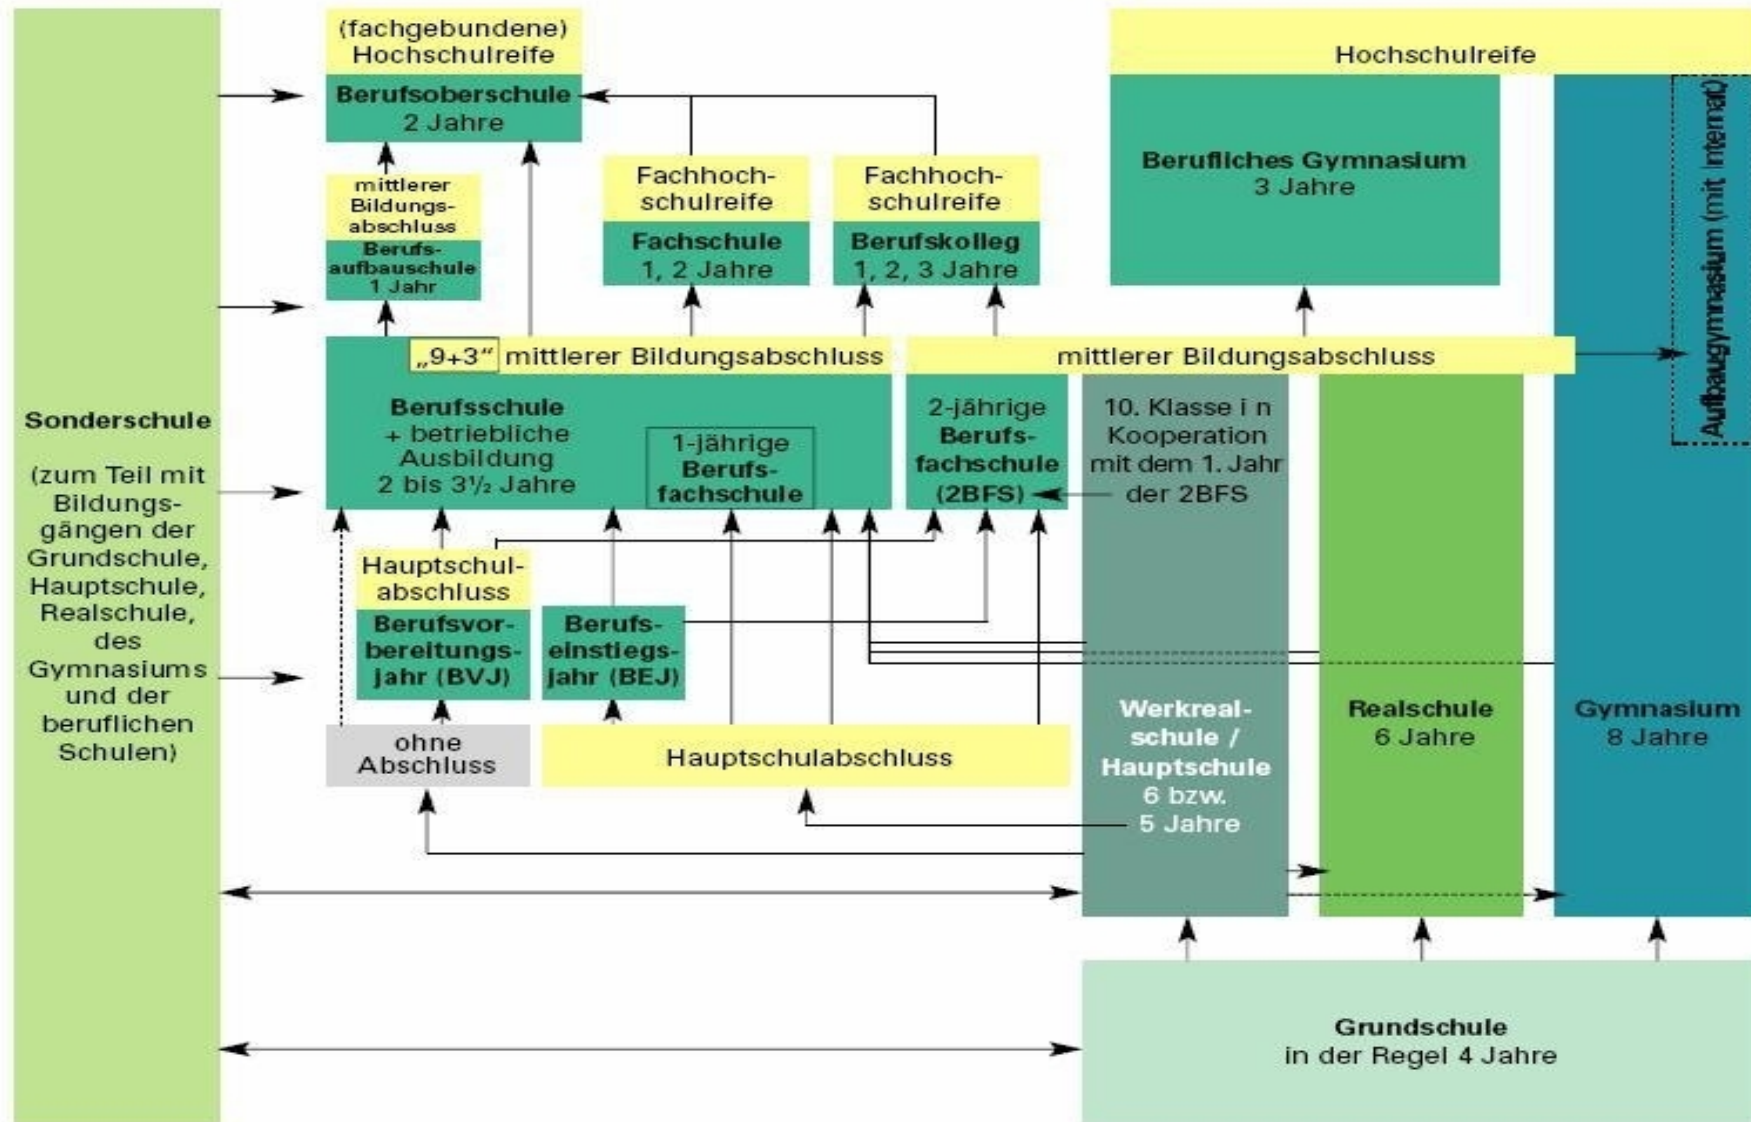 Sonderschule
(zum Teil mit
Bildungs-
gängen der
Grundschule,
Hauptschule,
Realschule,
des
Gymnasiums
und der
beruflichen
Schulen)
(fachgebundene)
Hochschulreife
Berufsoberschule
2 Jahre
mittlerer
Bildungs-
abschluss
Berufs-
aufbauschule
1 Jahr
Fachhoch-
schulreife
Fachschule
1, 2 Jahre
Fachhoch-
schulreife
Berufskolleg
1, 2, 3 Jahre
Hochschulreife
Berufliches Gymnasium
3 Jahre
Aufbaugymnasium (mit Internat)
„9+3“ mittlerer Bildungsabschluss
mittlerer Bildungsabschluss
Berufsschule
+ betriebliche
Ausbildung
2 bis 3½ Jahre
1-jährige
Berufs-
fachschule
2-jährige
Berufs-
fachschule
(2BFS)
10. Klasse i n
Kooperation
mit dem 1. Jahr
der 2BFS
Hauptschul-
abschluss
Berufsvor-
bereitungs-
jahr (BVJ)
Berufs-
einstiegs-
jahr (BEJ)
ohne
Abschluss
Hauptschulabschluss
Werkreal-
schule /
Hauptschule
6 bzw.
5 Jahre
Realschule
6 Jahre
Gymnasium
8 Jahre
Grundschule
in der Regel 4 Jahre